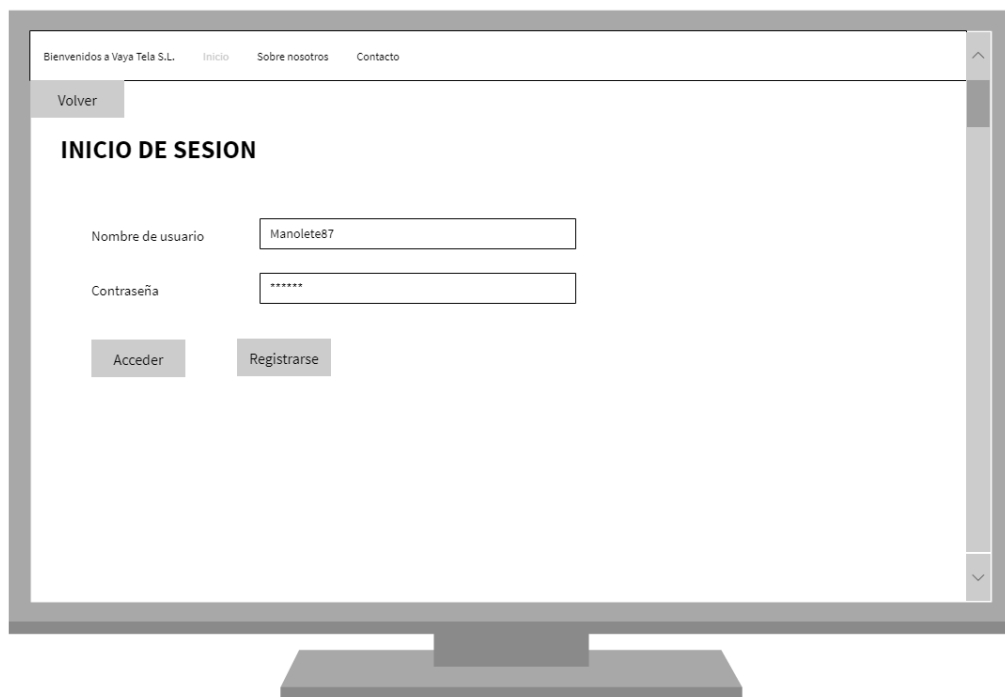 Bienvenidos a Vaya Tela S.L. Inicio Sobre nosotros Contacto
Volver
INICIO DE SESION
Nombre de usuario Manolete87
Contraseña ******
Acceder Registrarse